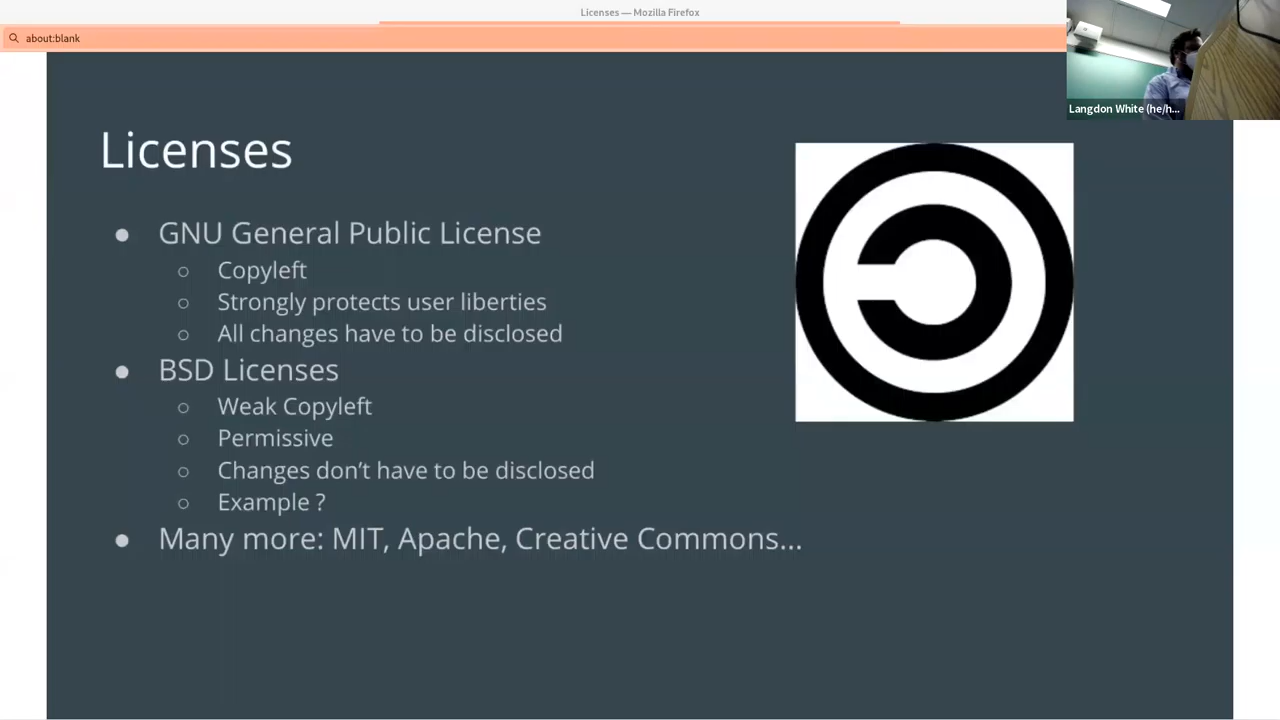 Licenses — Mozilla Firefox
about:blank
Langdon White (he/h...
Licenses
● GNU General Public License
○ Copyleft
○ Strongly protects user liberties
○ All changes have to be disclosed
● BSD Licenses
○ Weak Copyleft
○ Permissive
○ Changes don’t have to be disclosed
○ Example ?
● Many more: MIT, Apache, Creative Commons...